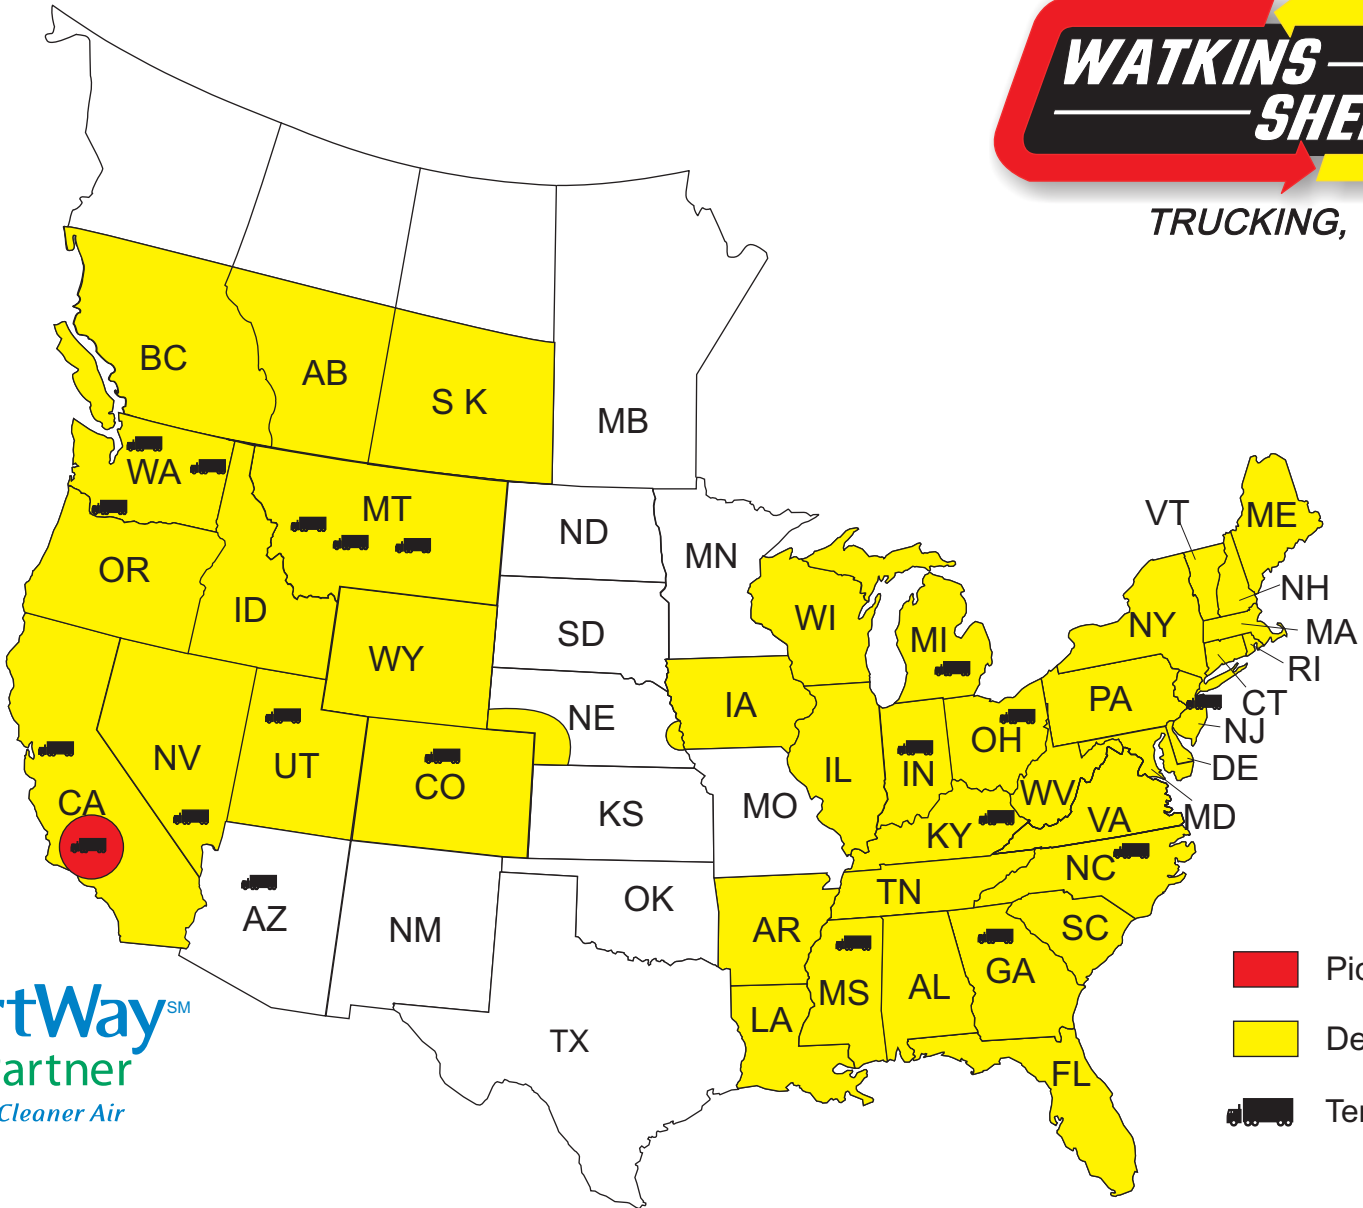 WATKINS
SHE
TRUCKING,
BC
AB
S K
MB
WA
MT
ND
MN
VT
ME
OR
ID
SD
WI
MI
NY
NH
MA
RI
WY
NE
IA
PA
CT
NJ
NV
UT
CO
IL
IN
OH
DE
CA
KS
MO
WV
VA
MD
KY
NC
AZ
NM
OK
TN
AR
SC
MS
AL
GA
LA
TX
FL
Pic
De
Ter
rtWay SM
artner
Cleaner Air